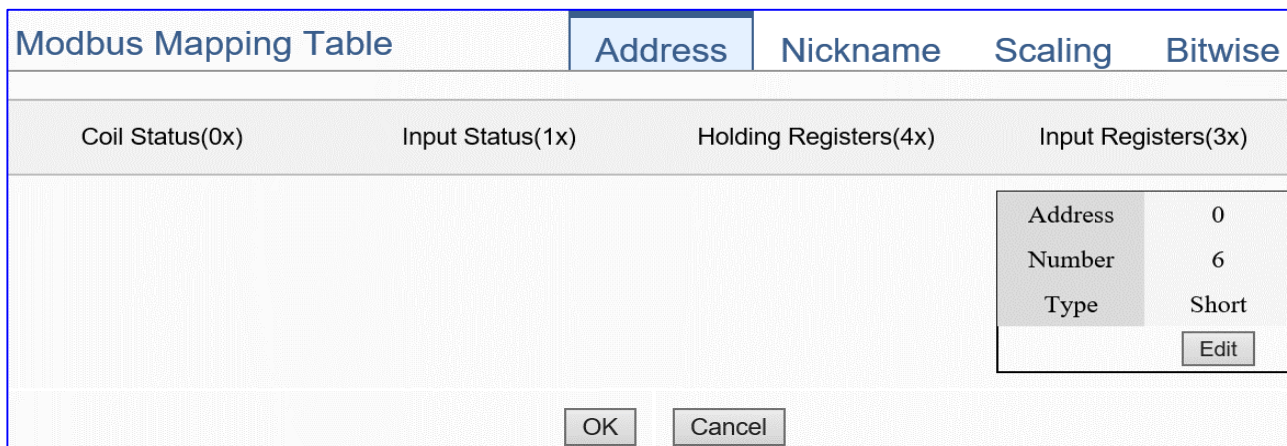 Modbus Mapping Table Address Nickname Scaling Bitwise
Coil Status(0x) Input Status(1x) Holding Registers(4x) Input Registers(3x)
Address 0
Number 6
Type Short
Edit
OK Cancel